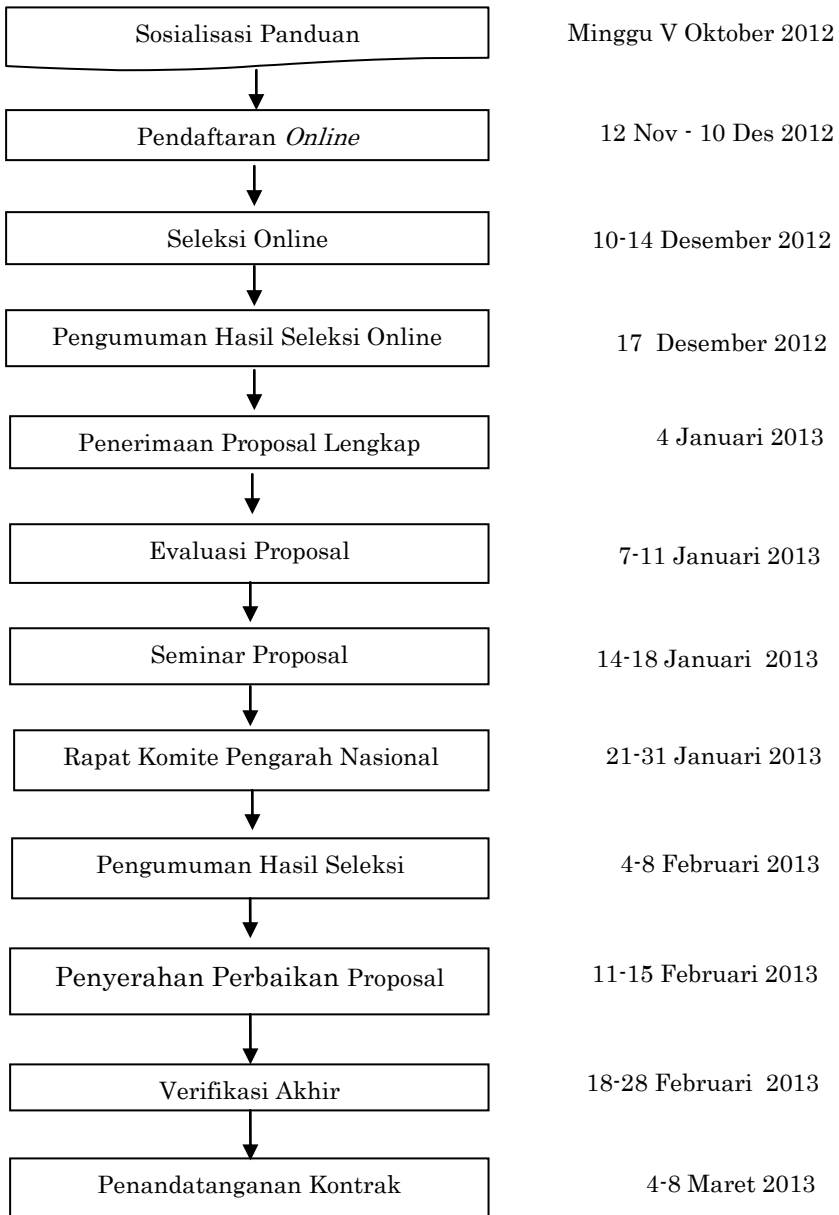 Sosialisasi Panduan Minggu V Oktober 2012
Pendaftaran Online 12 Nov - 10 Des 2012
Seleksi Online 10-14 Desember 2012
Pengumuman Hasil Seleksi Online 17 Desember 2012
Penerimaan Proposal Lengkap 4 Januari 2013
Evaluasi Proposal 7-11 Januari 2013
Seminar Proposal 14-18 Januari 2013
Rapat Komite Pengarah Nasional 21-31 Januari 2013
Pengumuman Hasil Seleksi 4-8 Februari 2013
Penyerahan Perbaikan Proposal 11-15 Februari 2013
Verifikasi Akhir 18-28 Februari 2013
Penandatanganan Kontrak 4-8 Maret 2013